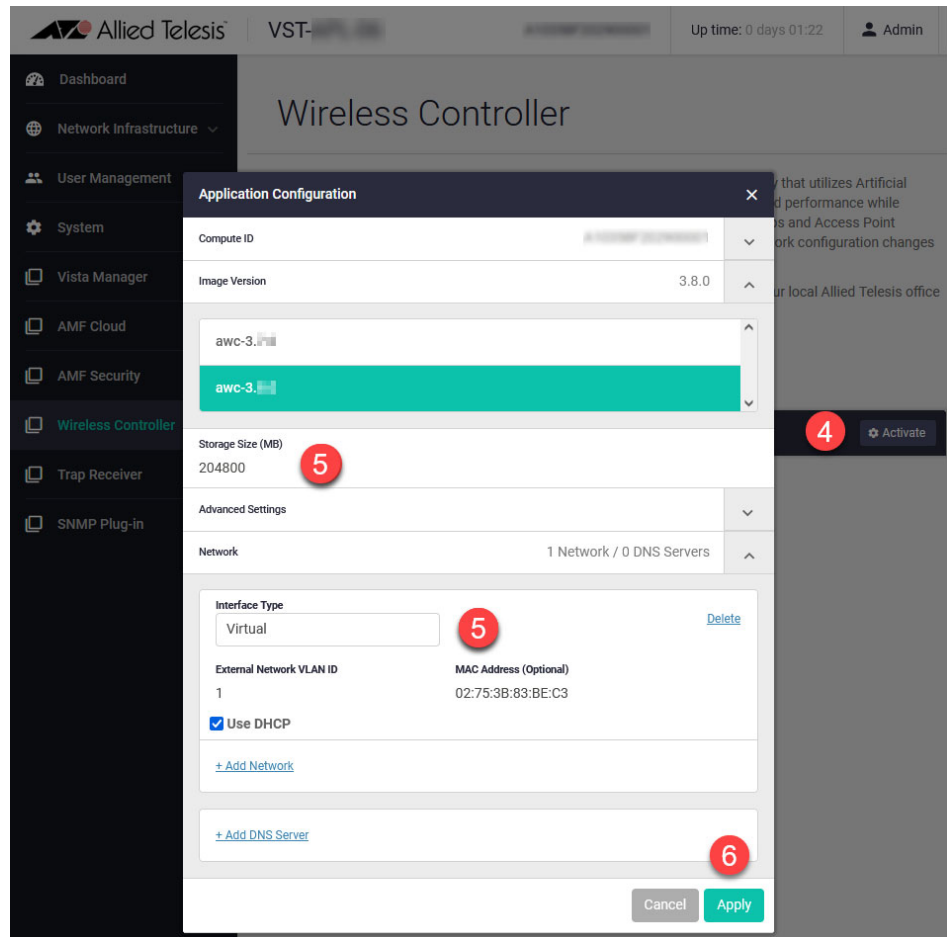 Allied Telesis
VST-
Up time: 0 days 01:22
Admin
Dashboard
Network Infrastructure
User Management
System
Vista Manager
AMF Cloud
AMF Security
Wireless Controller
Trap Receiver
SNMP Plug-in
Wireless Controller
y that utilizes Artificial
d performance while
s and Access Point
ork configuration changes
ur local Allied Telesis office
4
Activate
Application Configuration
Compute ID
Image Version 3.8.0
awc-3.
awc-3.
Storage Size (MB)
204800
5
Advanced Settings
Network 1 Network / 0 DNS Servers
Interface Type
Virtual
5
Delete
External Network VLAN ID MAC Address (Optional)
1 02:75:3B:83:BE:C3
Use DHCP
+ Add Network
+ Add DNS Server
6
Cancel Apply